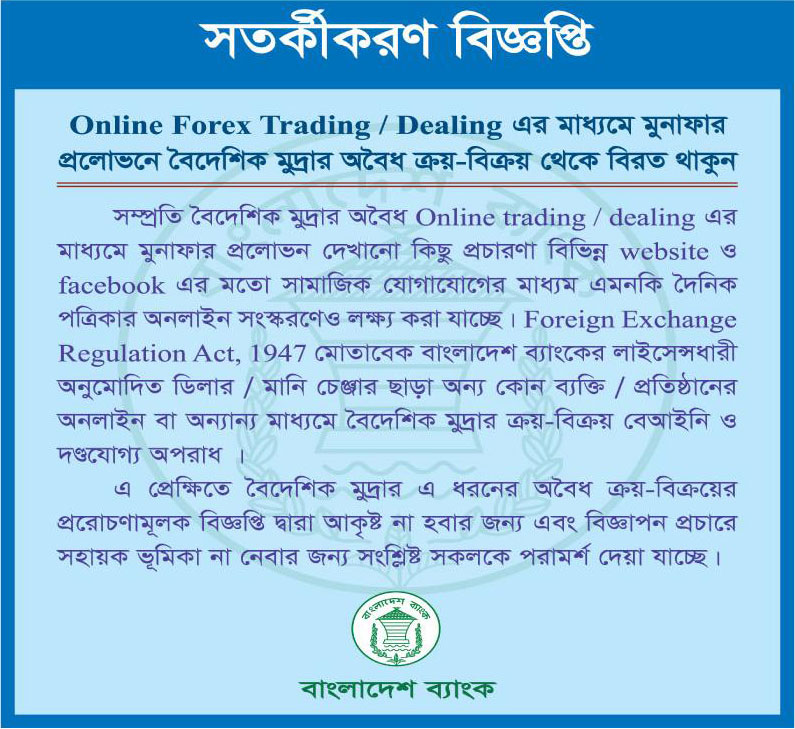 সতর্কীকরণ বিজ্ঞপ্তি
Online Forex Trading / Dealing এর মাধ্যমে মুনাফার
প্রলোভনে বৈদেশিক মুদ্রার অবৈধ ক্রয়-বিক্রয় থেকে বিরত থাকুন
সম্প্রতি বৈদেশিক মুদ্রার অবৈধ Online trading / dealing এর
মাধ্যমে মুনাফার প্রলোভন দেখানো কিছু প্রচারণা বিভিন্ন website ও
facebook এর মতো সামাজিক যোগাযোগের মাধ্যম এমনকি দৈনিক
পত্রিকার অনলাইন সংস্করণেও লক্ষ্য করা যাচ্ছে। Foreign Exchange
Regulation Act, 1947 মোতাবেক বাংলাদেশ ব্যাংকের লাইসেন্সধারী
অনুমোদিত ডিলার / মানি চেঞ্জার ছাড়া অন্য কোন ব্যক্তি / প্রতিষ্ঠানের
অনলাইন বা অন্যান্য মাধ্যমে বৈদেশিক মুদ্রার ক্রয়-বিক্রয় বেআইনি ও
দণ্ডযোগ্য অপরাধ ।
এ প্রেক্ষিতে বৈদেশিক মুদ্রার এ ধরনের অবৈধ ক্রয়-বিক্রয়ের
প্ররোচণামূলক বিজ্ঞপ্তি দ্বারা আকৃষ্ট না হবার জন্য এবং বিজ্ঞাপন প্রচারে
সহায়ক ভূমিকা না নেবার জন্য সংশ্লিষ্ট সকলকে পরামর্শ দেয়া যাচ্ছে।
বাংলাদেশ ব্যাংক
বাংলাদেশ ব্যাংক